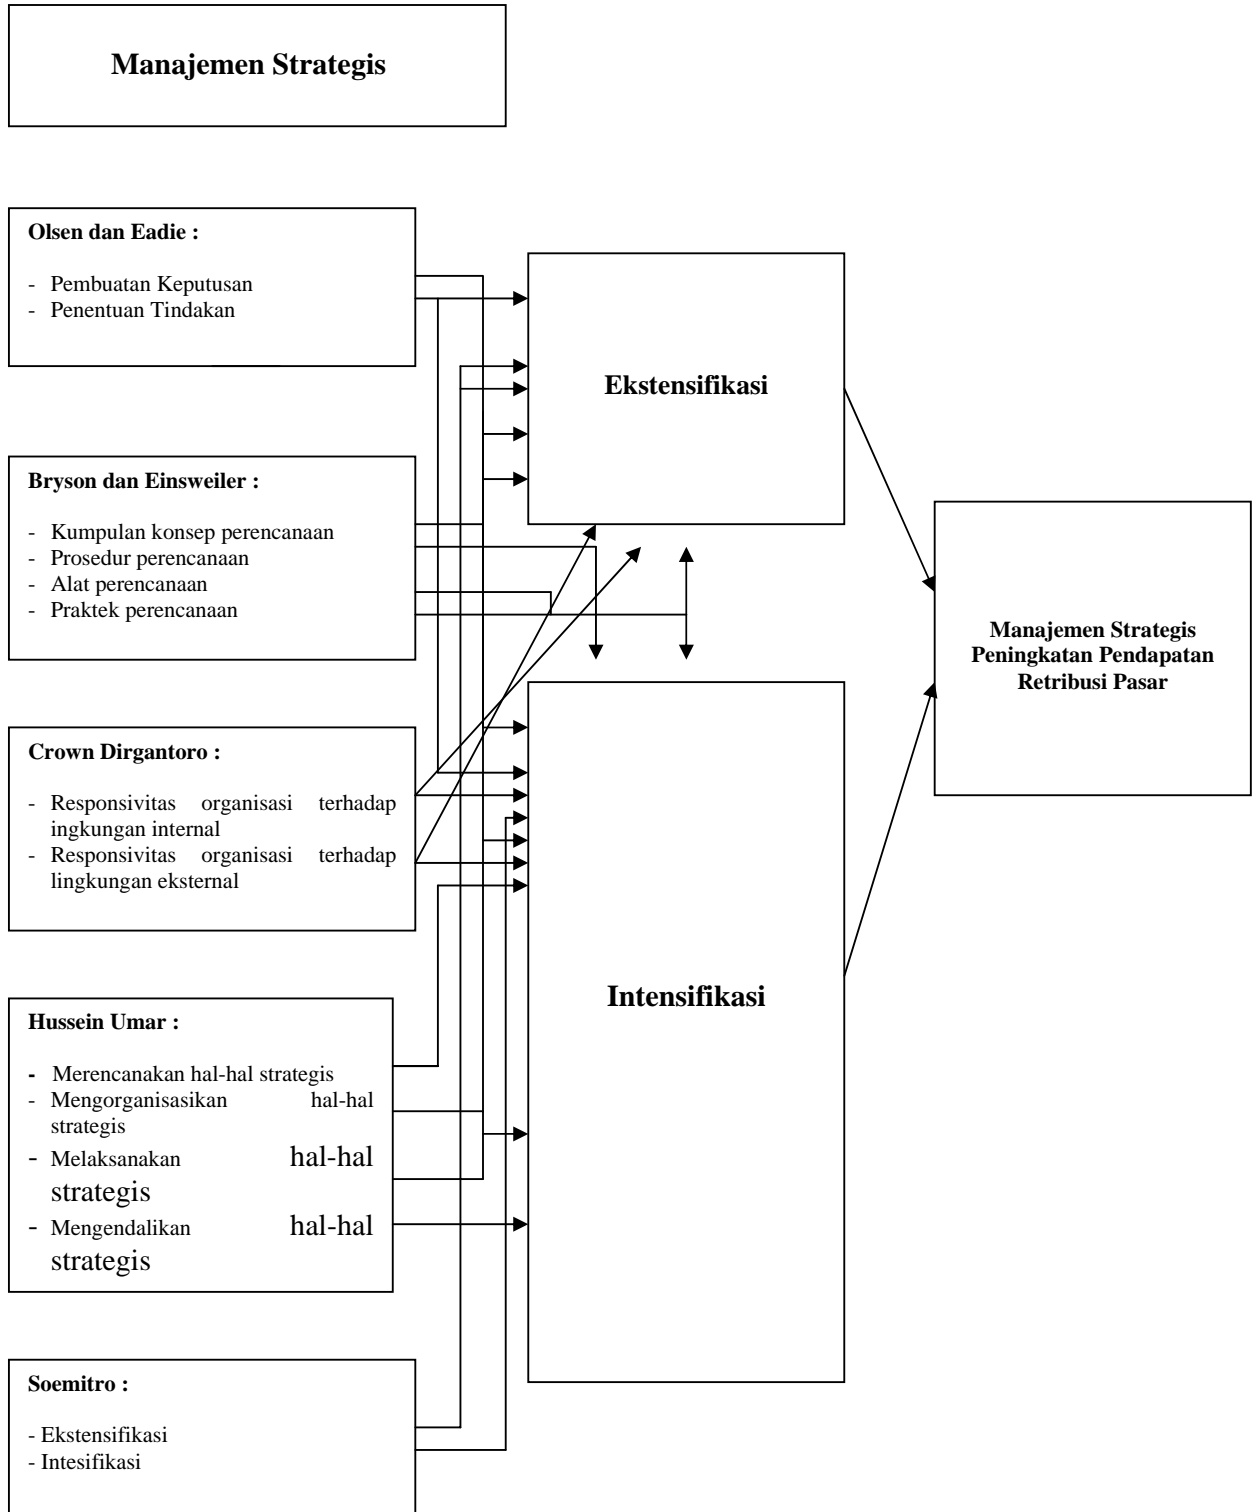 Manajemen Strategis
Olsen dan Eadie :
- Pembuatan Keputusan
- Penentuan Tindakan
Ekstensifikasi
Bryson dan Einsweiler :
- Kumpulan konsep perencanaan
- Prosedur perencanaan
- Alat perencanaan
- Praktek perencanaan
Manajemen Strategis
Peningkatan Pendapatan
Retribusi Pasar
Crown Dirgantoro :
- Responsivitas organisasi terhadap
ingkungan internal
- Responsivitas organisasi terhadap
lingkungan eksternal
Intensifikasi
Hussein Umar :
- Merencanakan hal-hal strategis
- Mengorganisasikan hal-hal
strategis
- Melaksanakan hal-hal
strategis
- Mengendalikan hal-hal
strategis
Soemitro :
- Ekstensifikasi
- Intesifikasi